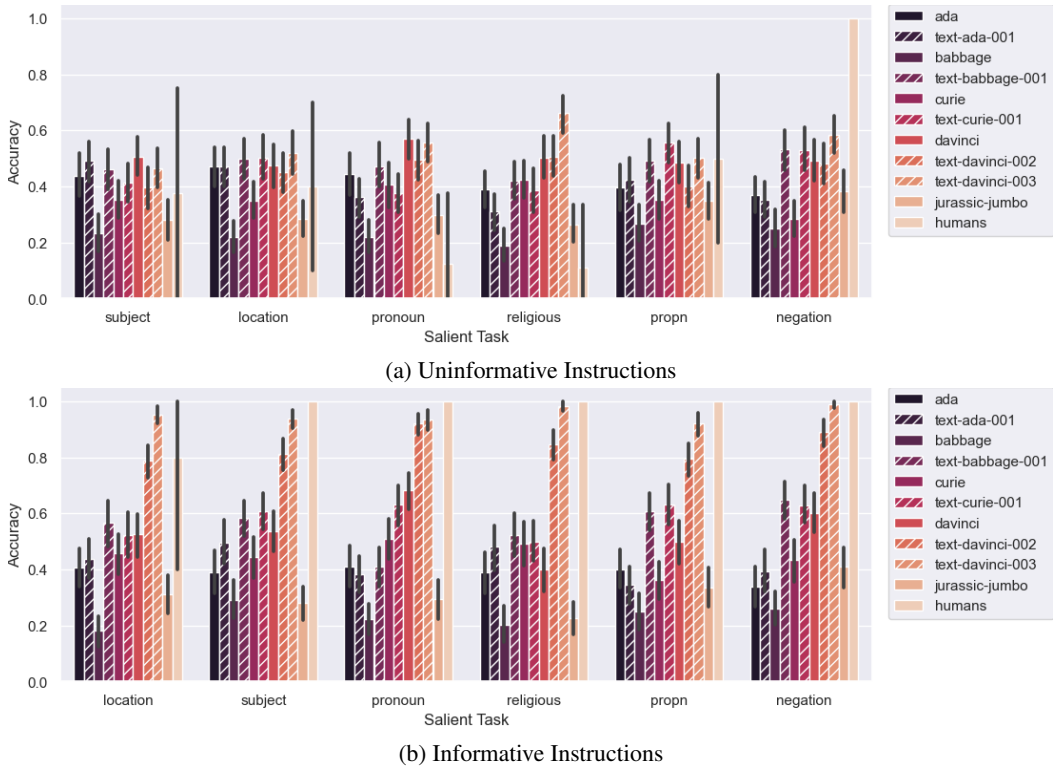 1.0
0.8
0.6
0.4
0.2
0.0
Accuracy
subject
location
pronoun
religious
propn
negation
Salient Task
ada
text-ada-001
babbage
text-babbage-001
curie
text-curie-001
davinci
text-davinci-002
text-davinci-003
jurassic-jumbo
humans
(a) Uninformative Instructions
1.0
0.8
0.6
0.4
0.2
0.0
Accuracy
location
subject
pronoun
religious
propn
negation
Salient Task
ada
text-ada-001
babbage
text-babbage-001
curie
text-curie-001
davinci
text-davinci-002
text-davinci-003
jurassic-jumbo
humans
(b) Informative Instructions